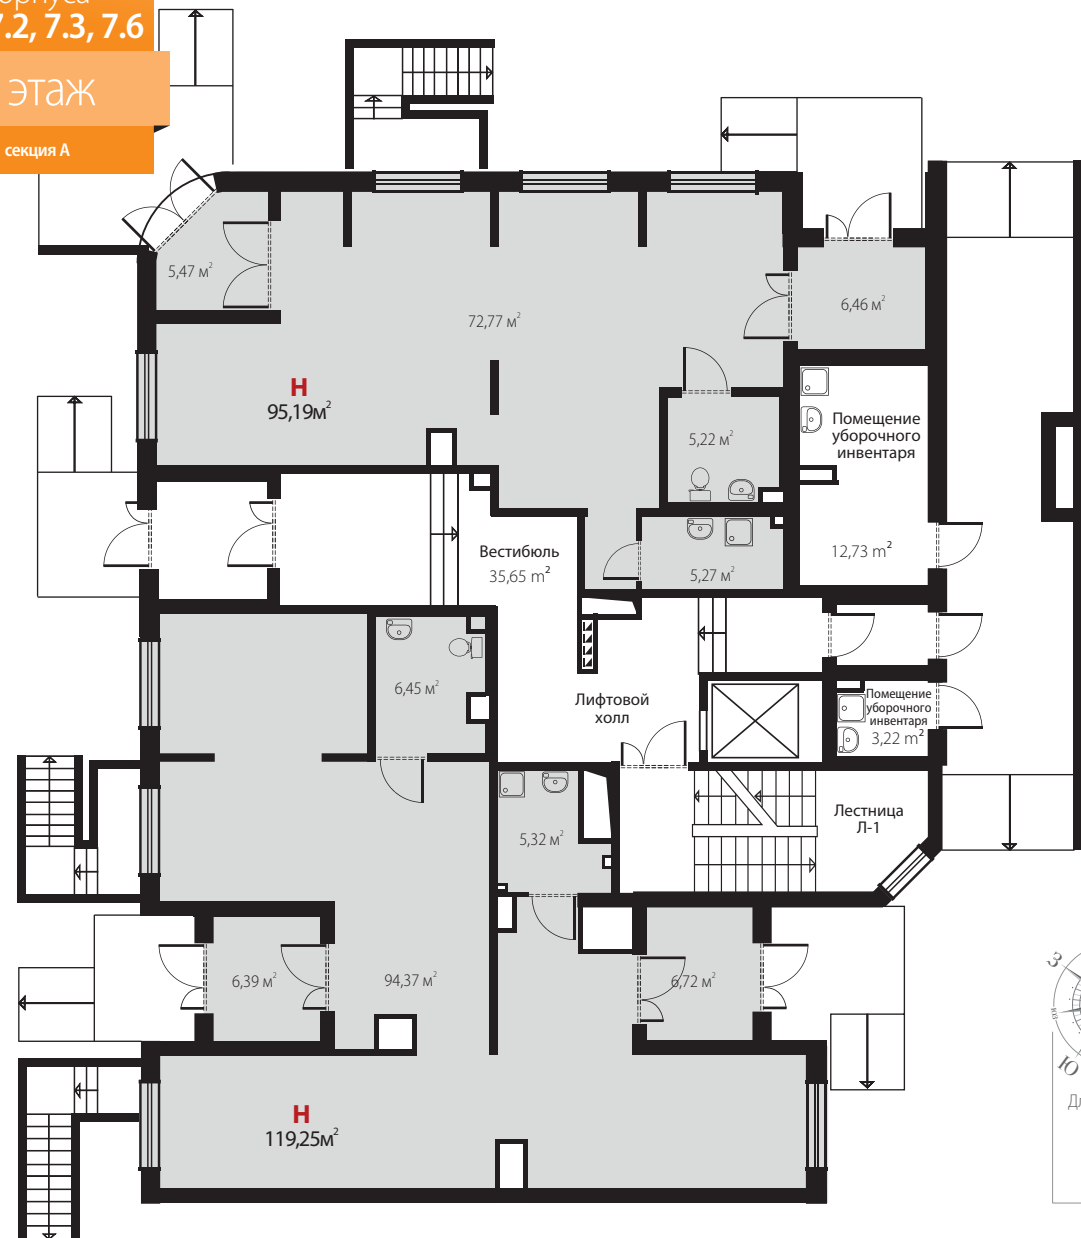 7.2, 7.3, 7.6
этаж
секция А
5,47 м²
72,77 м²
6,46 м²
Н
95,19м²
5,22 м²
Помещение
уборочного
инвентаря
12,73 m²
Вестибюль
35,65 m²
5,27 м²
6,45 м²
Лифтовой
холл
Помещение
уборочного
инвентаря
3,22 m²
5,32 м²
Лестница
Л-1
6,39 м²
94,37 м²
6,72 м²
З
Ю
Н
119,25м²